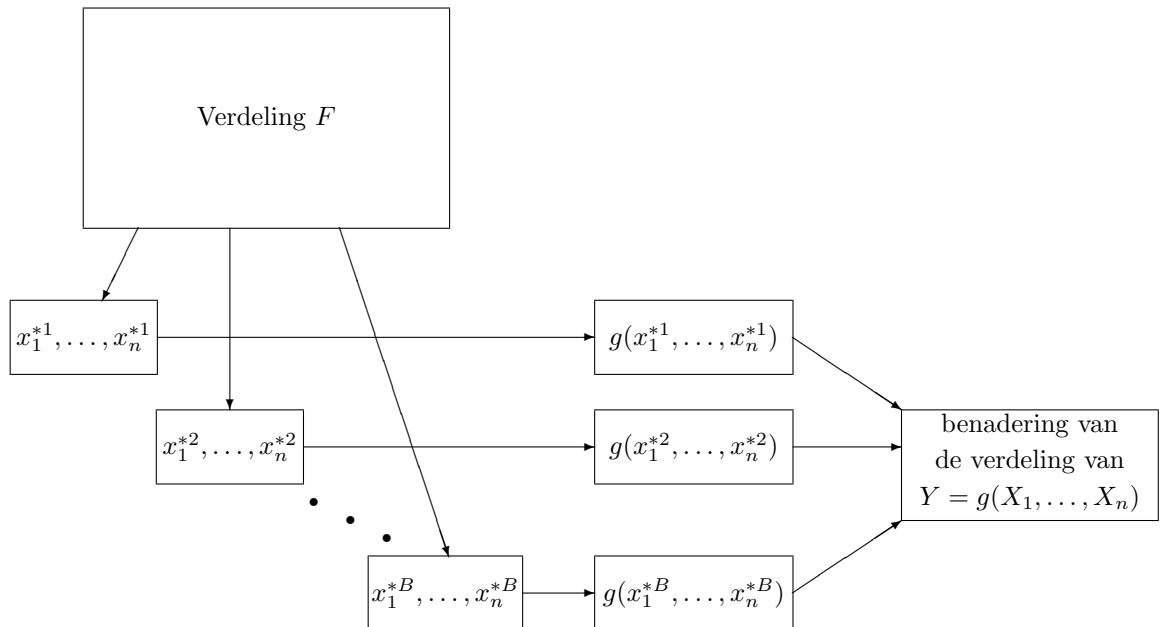 Verdeling F
x_1^{*1}, …, x_n^{*1}
g(x_1^{*1}, …, x_n^{*1})
x_1^{*2}, …, x_n^{*2}
g(x_1^{*2}, …, x_n^{*2})
benadering van
de verdeling van
Y = g(X_1, …, X_n)
x_1^{*B}, …, x_n^{*B}
g(x_1^{*B}, …, x_n^{*B})